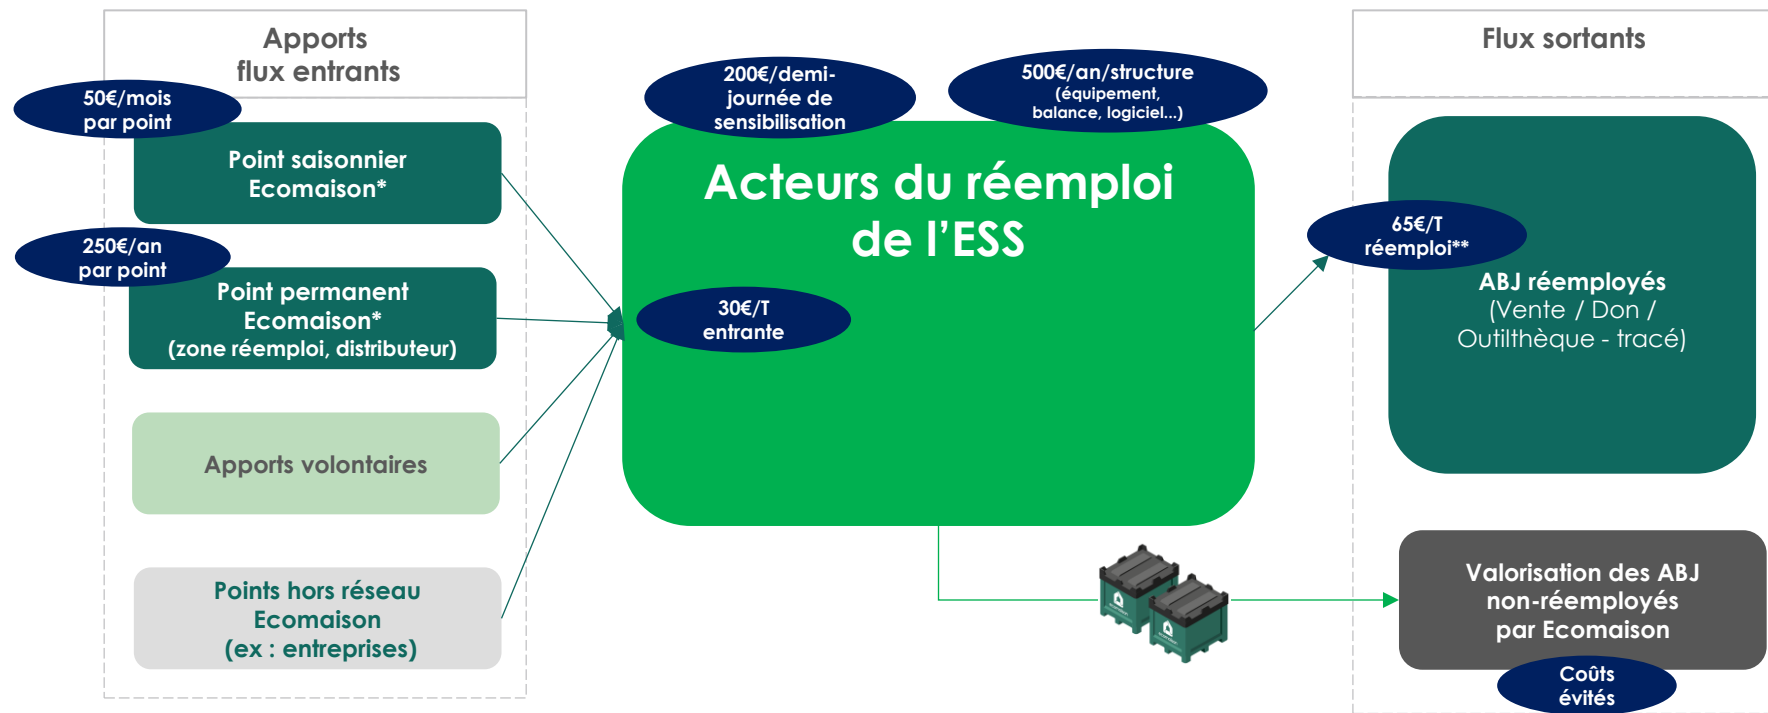 Apports
flux entrants
50€/mois
par point
Point saisonnier
Ecomaison*
250€/an
par point
Point permanent
Ecomaison*
(zone réemploi, distributeur)
Apports volontaires
Points hors réseau
Ecomaison
(ex : entreprises)
200€/demi-
journée de
sensibilisation
500€/an/structure
(équipement,
balance, logiciel...)
Acteurs du réemploi
de l'ESS
30€/T
entrante
Flux sortants
65€/T
réemploi**
ABJ réemployés
(Vente / Don /
Outilthèque - tracé)
ecomaison
ecomaison
Valorisation des ABJ
non-réemployés
par Ecomaison
Coûts
évités